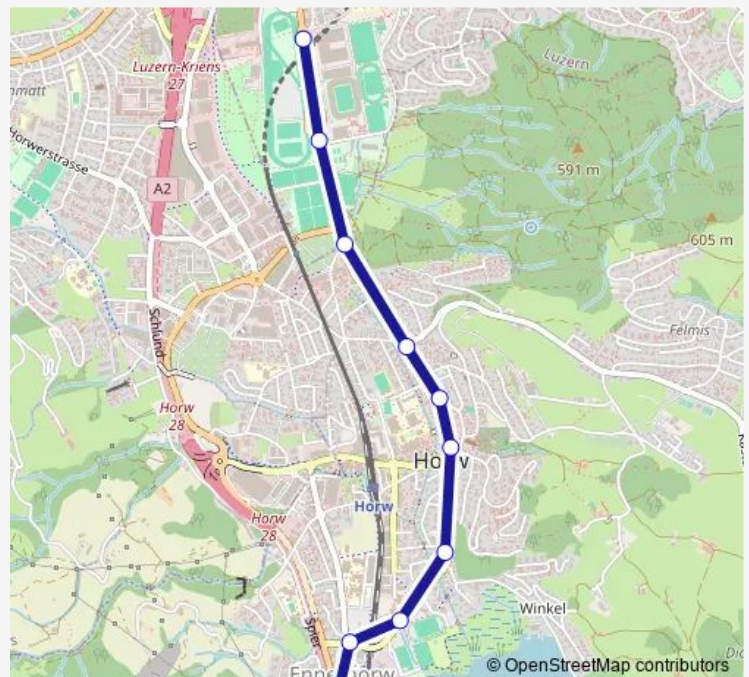 Luzern-Kriens
27
Luzern
Horwerstrasse
A2
591 m
605 m
Schlund
Felmis
Horw
28
Horw
Horw
Horw
28
Winkel
Spier
© OpenStreetMap contributors